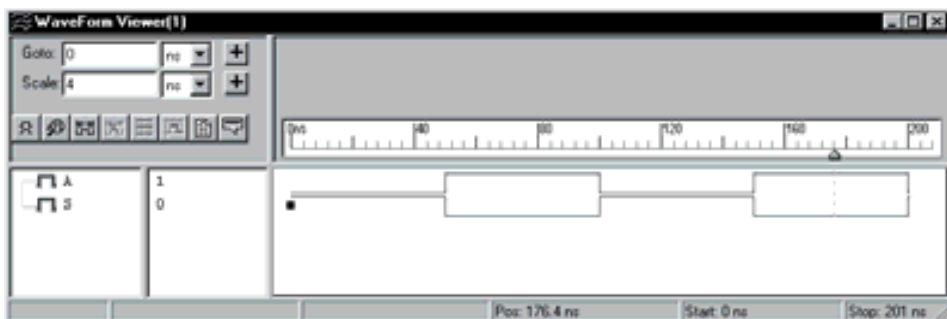 WaveForm Viewer(1)
Goto: 0 ns
Scale: 4 ns
0ns 40 80 120 160 200
A 1
S 0
Pos: 176.4 ns Start: 0 ns Stop: 201 ns